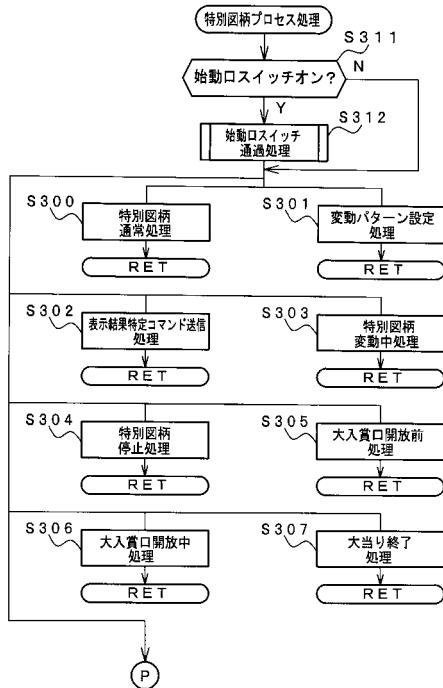 特別図柄プロセス処理
S311
始動口スイッチオン?
N
Y
S312
始動口スイッチ
通過処理
S300
特別図柄
通常処理
RET
S301
変動パターン設定
処理
RET
S302
表示結果特定コマンド送信
処理
RET
S303
特別図柄
変動中処理
RET
S304
特別図柄
停止処理
RET
S305
大入賞口開放前
処理
RET
S306
大入賞口開放中
処理
RET
S307
大当り終了
処理
RET
P